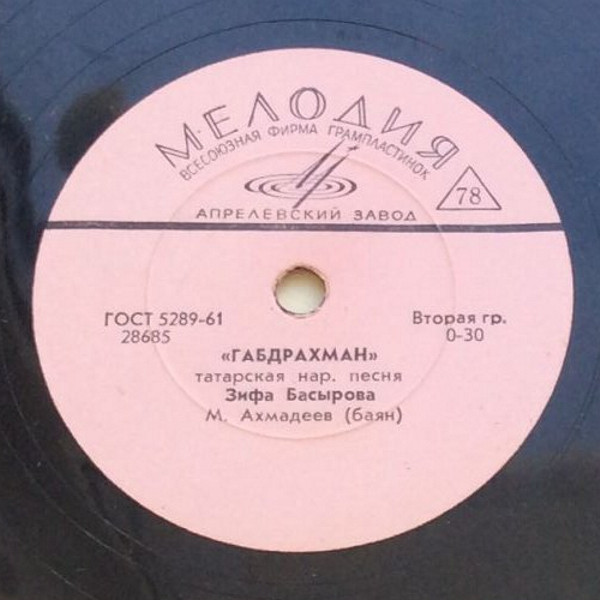 МЕЛОДИЯ
ВСЕСОЮЗНАЯ ФИРМА ГРАМПЛАСТИНОК
78
АПРЕЛЕВСКИЙ ЗАВОД
ГОСТ 5289-61
28685
Вторая гр.
0-30
«ГАБДРАХМАН»
татарская нар. песня
Зифа Басырова
М. Ахмадеев (баян)